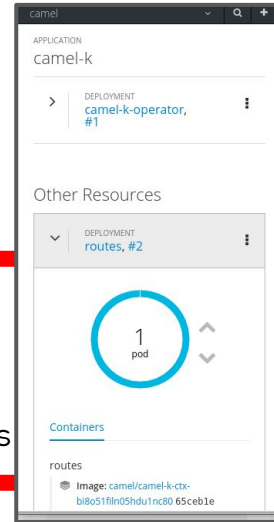 camel
APPLICATION
camel-k
DEPLOYMENT
camel-k-operator,
#1
Other Resources
DEPLOYMENT
routes, #2
1
pod
Containers
s
routes
Image: camel/camel-k-ctx-
bi8o51filn05hdu1nc80 65ceb1e